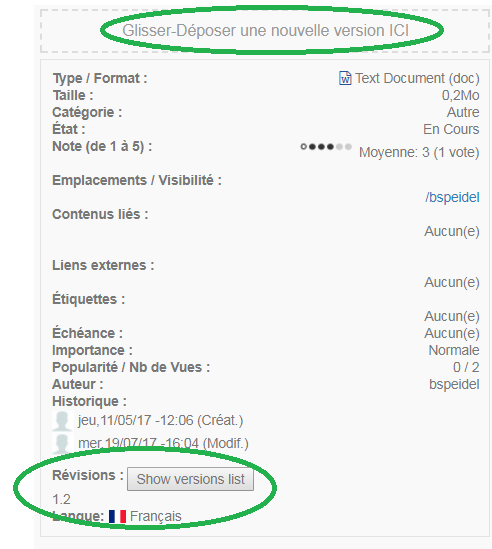 Glisser-Déposer une nouvelle version ICI
Type / Format : Text Document (doc)
Taille : 0,2Mo
Catégorie : Autre
État : En Cours
Note (de 1 à 5) : Moyenne: 3 (1 vote)
Emplacements / Visibilité :
/bspeidel
Contenus liés :
Aucun(e)
Liens externes :
Aucun(e)
Étiquettes :
Aucun(e)
Échéance : Aucun(e)
Importance : Normale
Popularité / Nb de Vues : 0 / 2
Auteur : bspeidel
Historique :
jeu,11/05/17 -12:06 (Créat.)
mer,19/07/17 -16:04 (Modif.)
Révisions : Show versions list
1.2
Langue: Français